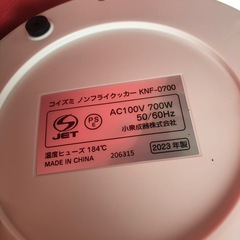 コイズミ ノンフライクッカー KNF-0700
PS
E
JET
AC100V 700W
50/60Hz
小泉成器株式会社
温度ヒューズ 184℃
MADE IN CHINA
206315
2023年製